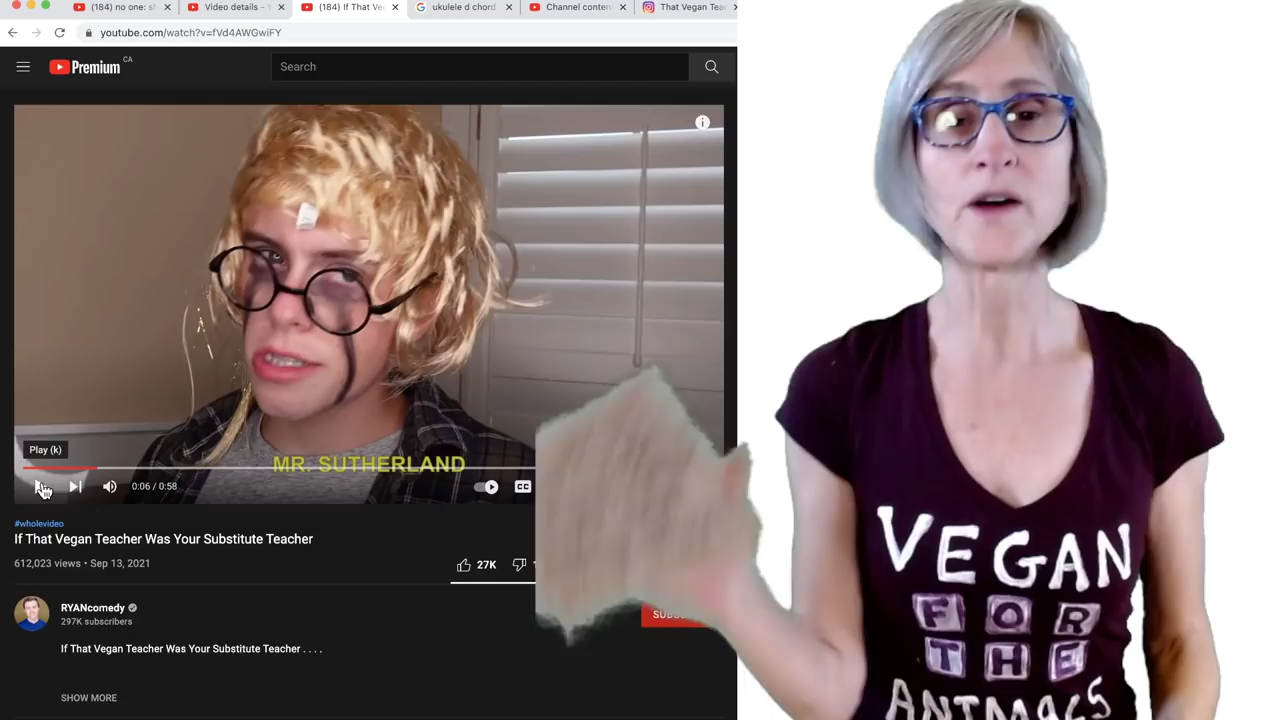 (184) no one: sh
Video details - Y
(184) If That Ve
ukulele d chord
Channel conten
That Vegan Teac
youtube.com/watch?v=fVd4AWGwiFY
Premium CA
Search
Play (k)
MR. SUTHERLAND
0:06 / 0:58
CC
#wholevideo
If That Vegan Teacher Was Your Substitute Teacher
612,023 views • Sep 13, 2021
27K
RYANcomedy
297K subscribers
If That Vegan Teacher Was Your Substitute Teacher . . . .
SHOW MORE
VEGAN
FOR
THE
ANIMALS